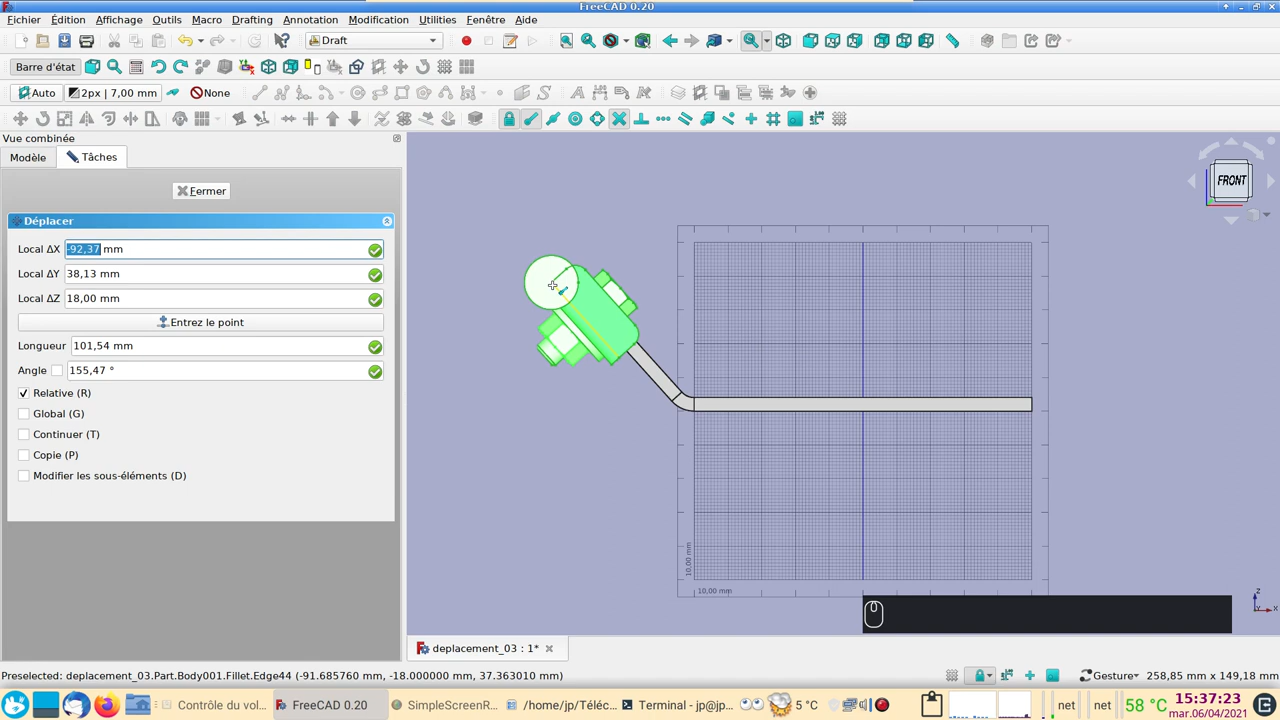 FreeCAD 0.20
Fichier Édition Affichage Outils Macro Drafting Annotation Modification Utilities Fenêtre Aide
Draft
Barre d'état
Auto 2px | 7,00 mm None
Vue combinée
Modèle Tâches
Fermer
Déplacer
Local ΔX -92,37 mm
Local ΔY 38,13 mm
Local ΔZ 18,00 mm
Entrez le point
Longueur 101,54 mm
Angle 155,47 °
Relative (R)
Global (G)
Continuer (T)
Copie (P)
Modifier les sous-éléments (D)
FRONT
10,00 mm
10,00 mm
z
x
deplacement_03 : 1*
Preselected: deplacement_03.Part.Body001.Fillet.Edge44 (-91.685760 mm, -18.000000 mm, 37.363010 mm)
Gesture 258,85 mm x 149,18 mm
Contrôle du vol... FreeCAD 0.20 SimpleScreenR... /home/jp/Téléc... Terminal - jp@jp... 5 °C
net net 58 °C 15:37:23
mar.06/04/2021